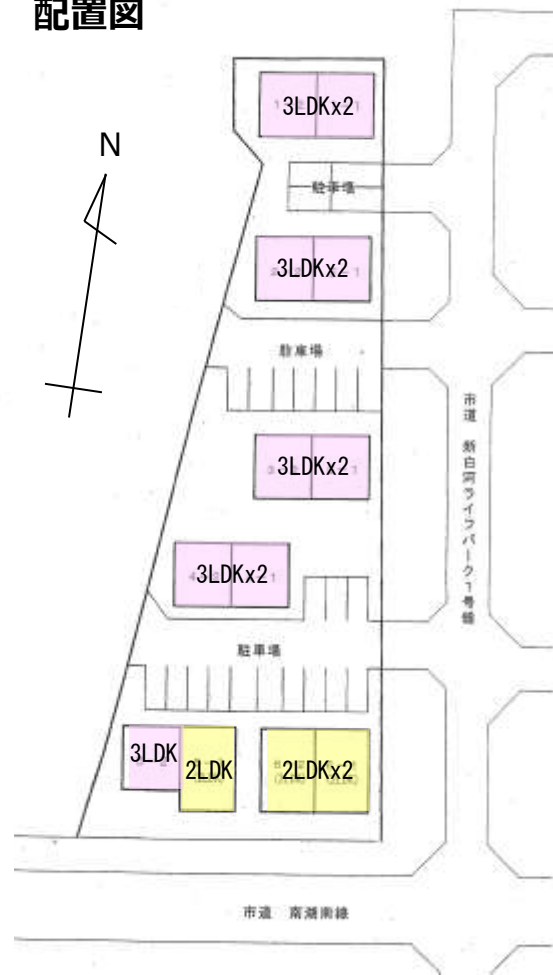 配置図
N
3LDKx2
駐車場
3LDKx2
駐車場
3LDKx2
市道 新白河ライフパーク1号線
3LDKx2
駐車場
3LDK
2LDK
2LDKx2
市道 南湖南線